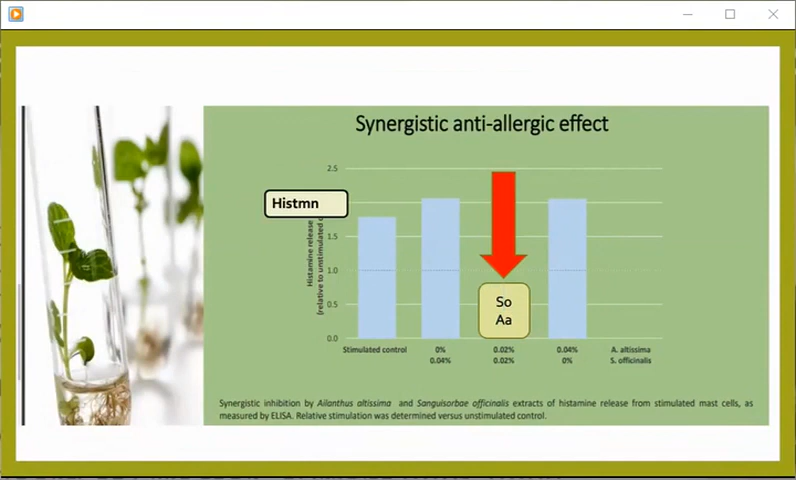 Synergistic anti-allergic effect
Histmn
Histamine release
(relative to unstimulated
2.5
1.5
1.0
0.5
0.0
So
Aa
Stimulated control 0% 0.02% 0.04% A. altissima
0.04% 0.02% 0% S. officinalis
Synergistic inhibition by Ailanthus altissima and Sanguisorbae officinalis extracts of histamine release from stimulated mast cells, as
measured by ELISA. Relative stimulation was determined versus unstimulated control.